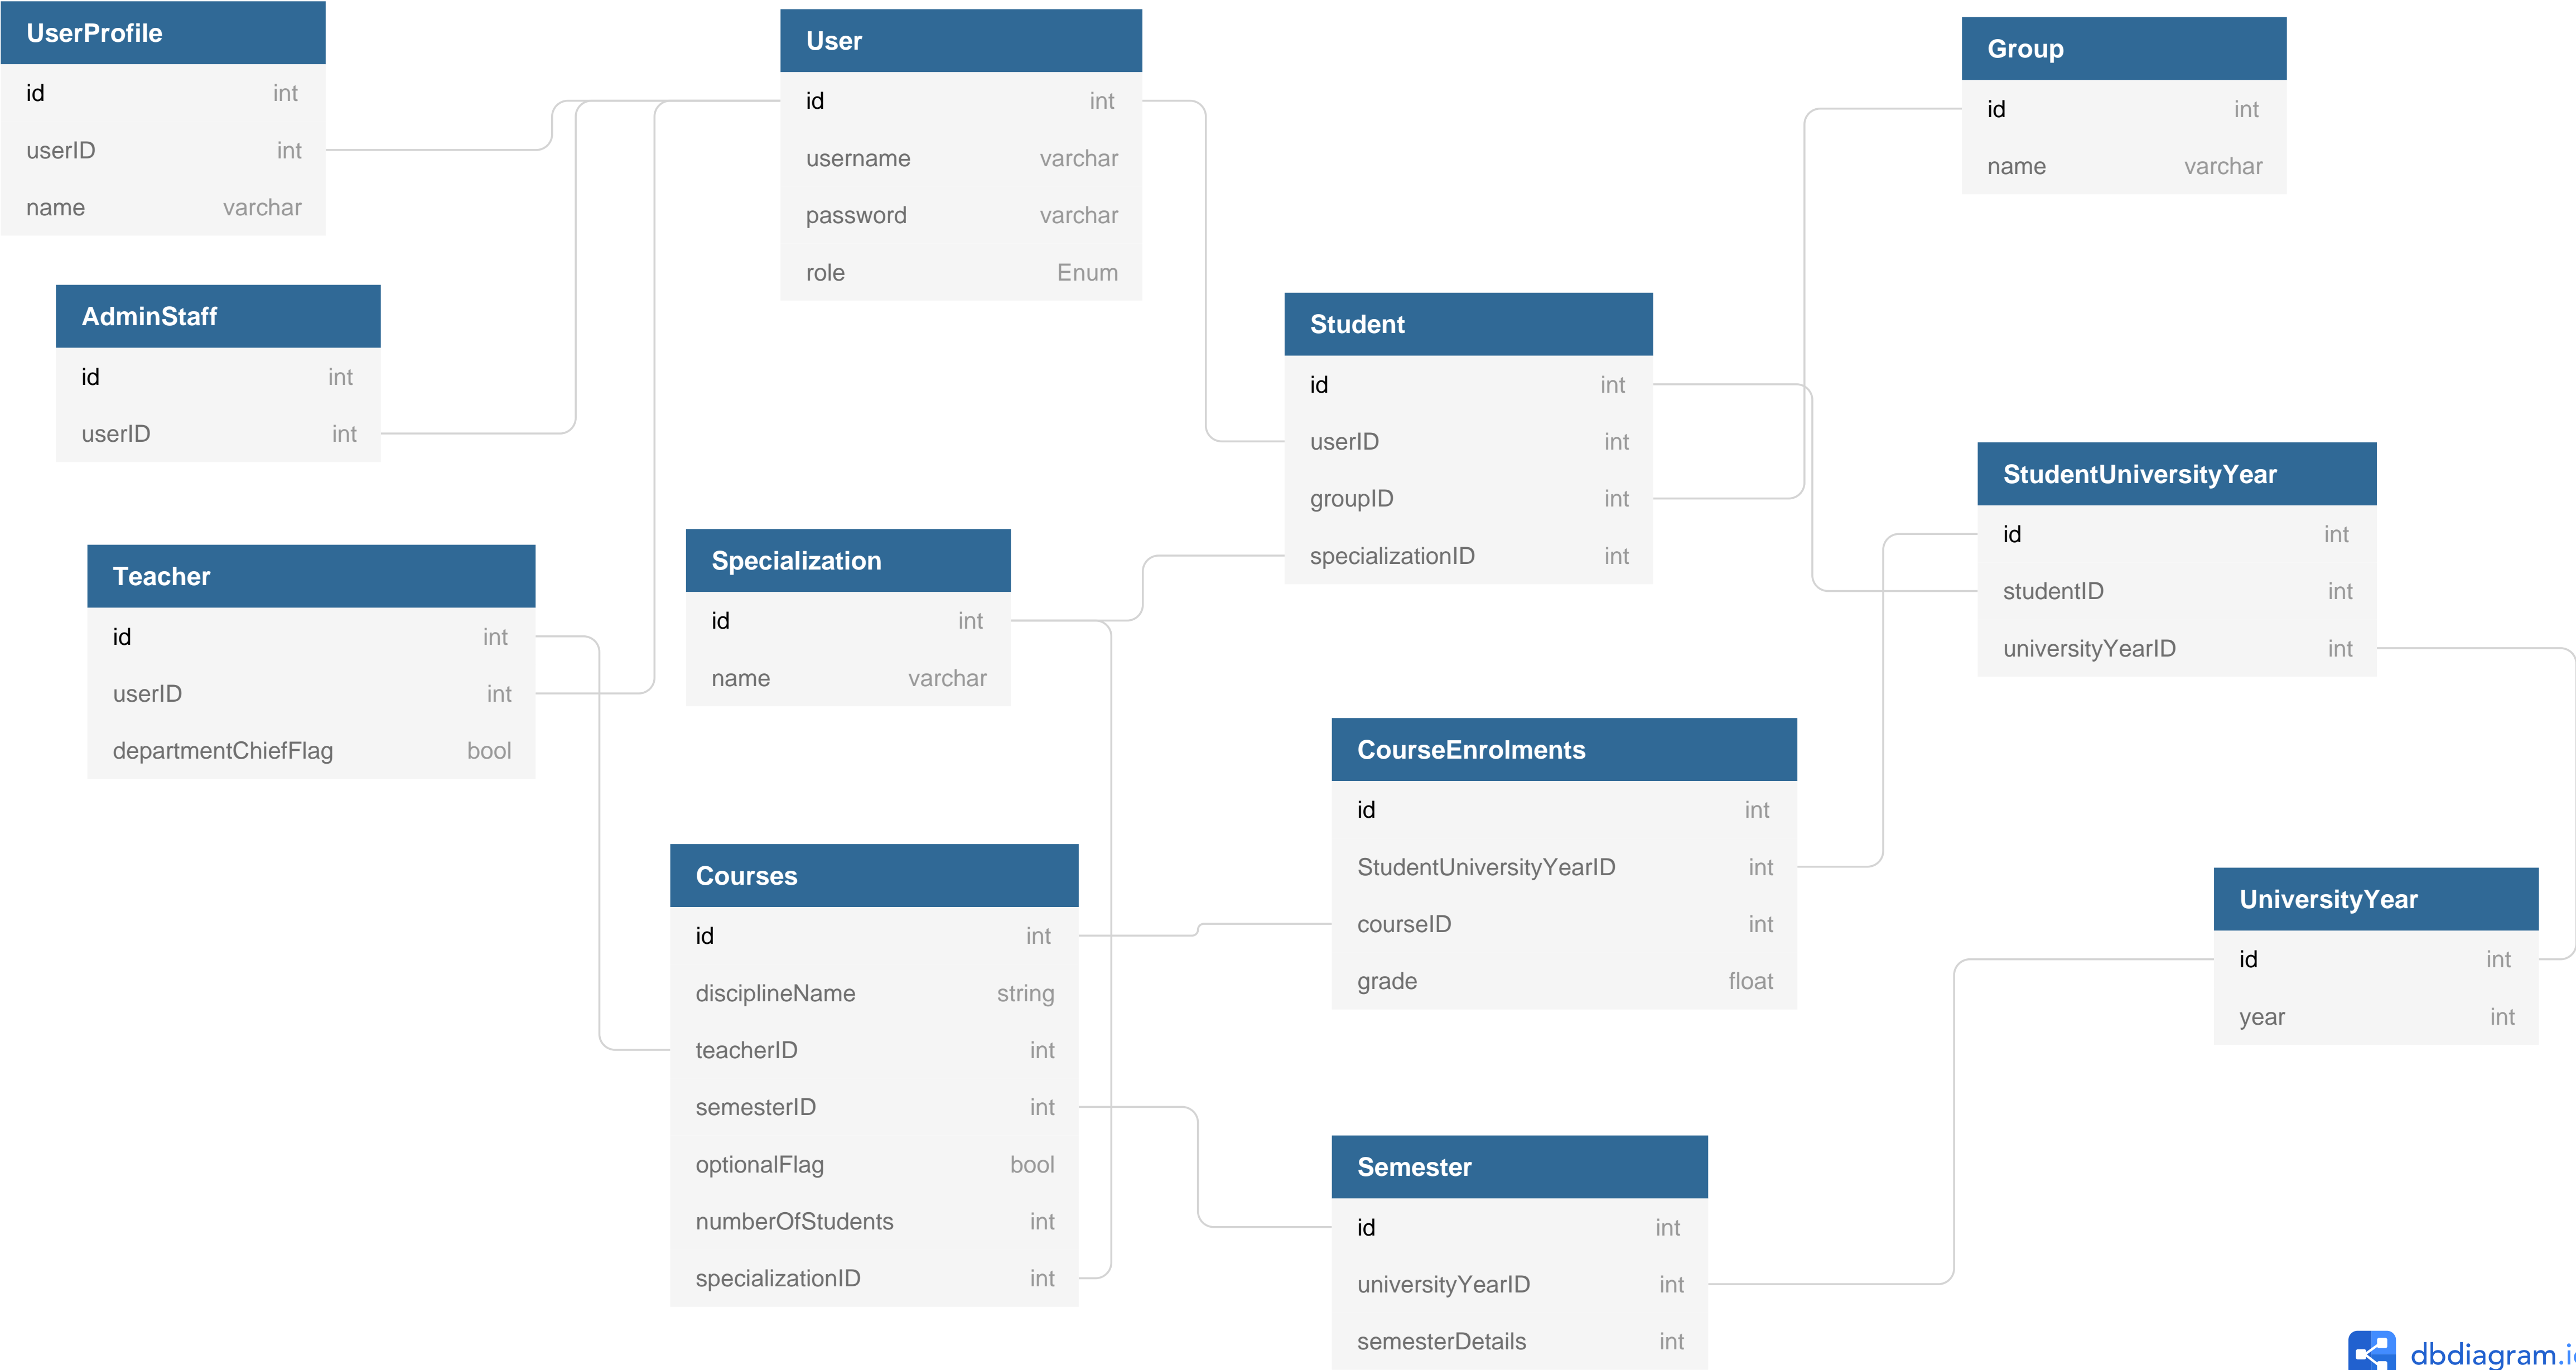 UserProfile
id int
userID int
name varchar
User
id int
username varchar
password varchar
role Enum
Group
id int
name varchar
AdminStaff
id int
userID int
Student
id int
userID int
groupID int
specializationID int
StudentUniversityYear
id int
studentID int
universityYearID int
Teacher
id int
userID int
departmentChiefFlag bool
Specialization
id int
name varchar
CourseEnrolments
id int
StudentUniversityYearID int
courseID int
grade float
Courses
id int
disciplineName string
teacherID int
semesterID int
optionalFlag bool
numberOfStudents int
specializationID int
UniversityYear
id int
year int
Semester
id int
universityYearID int
semesterDetails int
dbdiagram.io